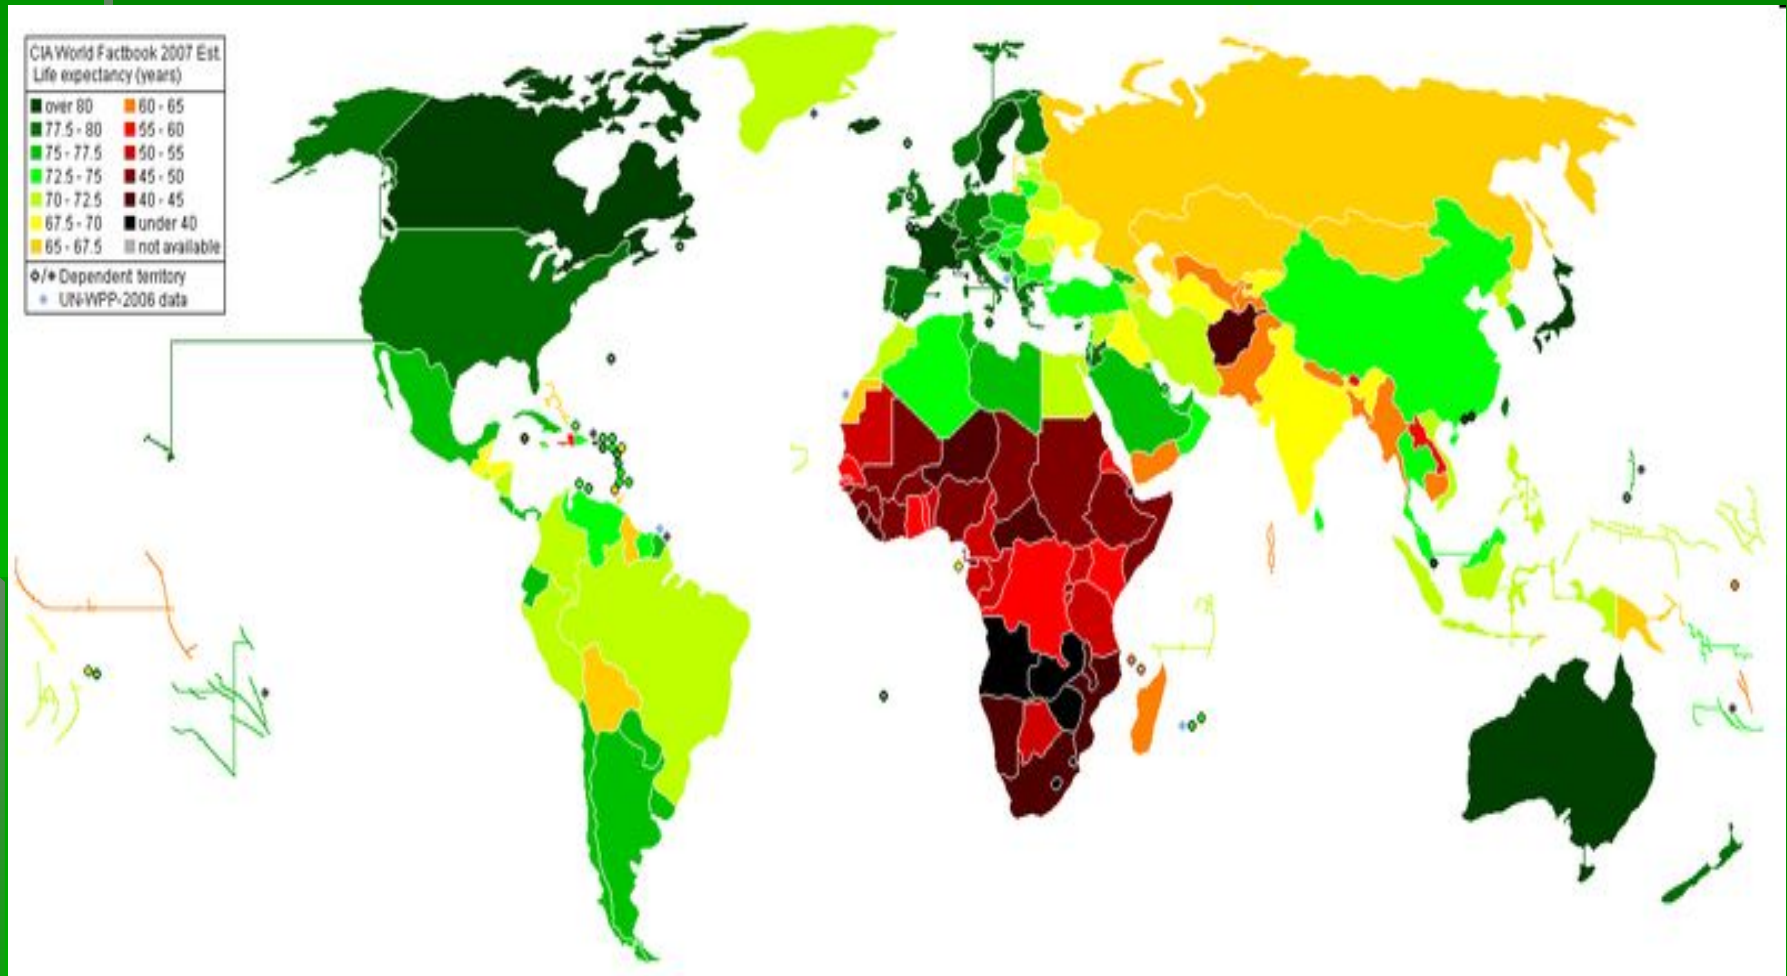 CIA World Factbook 2007 Est.
Life expectancy (years)
over 80
77.5 - 80
75 - 77.5
72.5 - 75
70 - 72.5
67.5 - 70
65 - 67.5
60 - 65
55 - 60
50 - 55
45 - 50
40 - 45
under 40
not available
/ Dependent territory
UN-WPP-2006 data